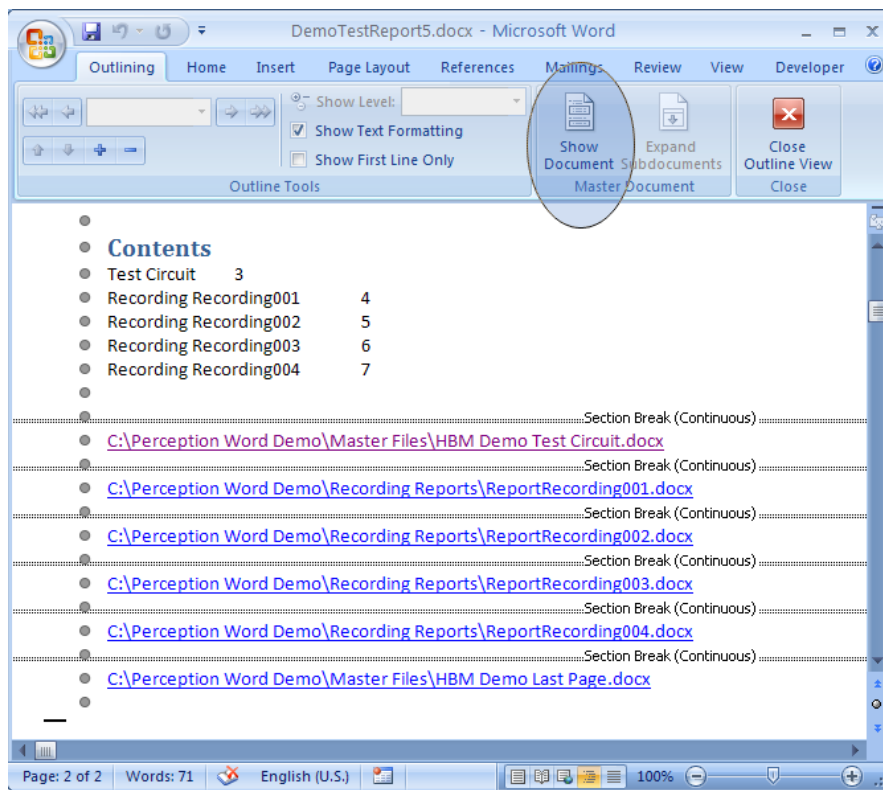 DemoTestReport5.docx - Microsoft Word
Outlining Home Insert Page Layout References Mailings Review View Developer
Show Level:
Show Text Formatting
Show First Line Only
Outline Tools
Show Document
Expand Subdocuments
Master Document
Close Outline View
Close
Contents
Test Circuit 3
Recording Recording001 4
Recording Recording002 5
Recording Recording003 6
Recording Recording004 7
Section Break (Continuous)
C:\Perception Word Demo\Master Files\HBM Demo Test Circuit.docx
Section Break (Continuous)
C:\Perception Word Demo\Recording Reports\ReportRecording001.docx
Section Break (Continuous)
C:\Perception Word Demo\Recording Reports\ReportRecording002.docx
Section Break (Continuous)
C:\Perception Word Demo\Recording Reports\ReportRecording003.docx
Section Break (Continuous)
C:\Perception Word Demo\Recording Reports\ReportRecording004.docx
Section Break (Continuous)
C:\Perception Word Demo\Master Files\HBM Demo Last Page.docx
Page: 2 of 2 Words: 71 English (U.S.) 100%